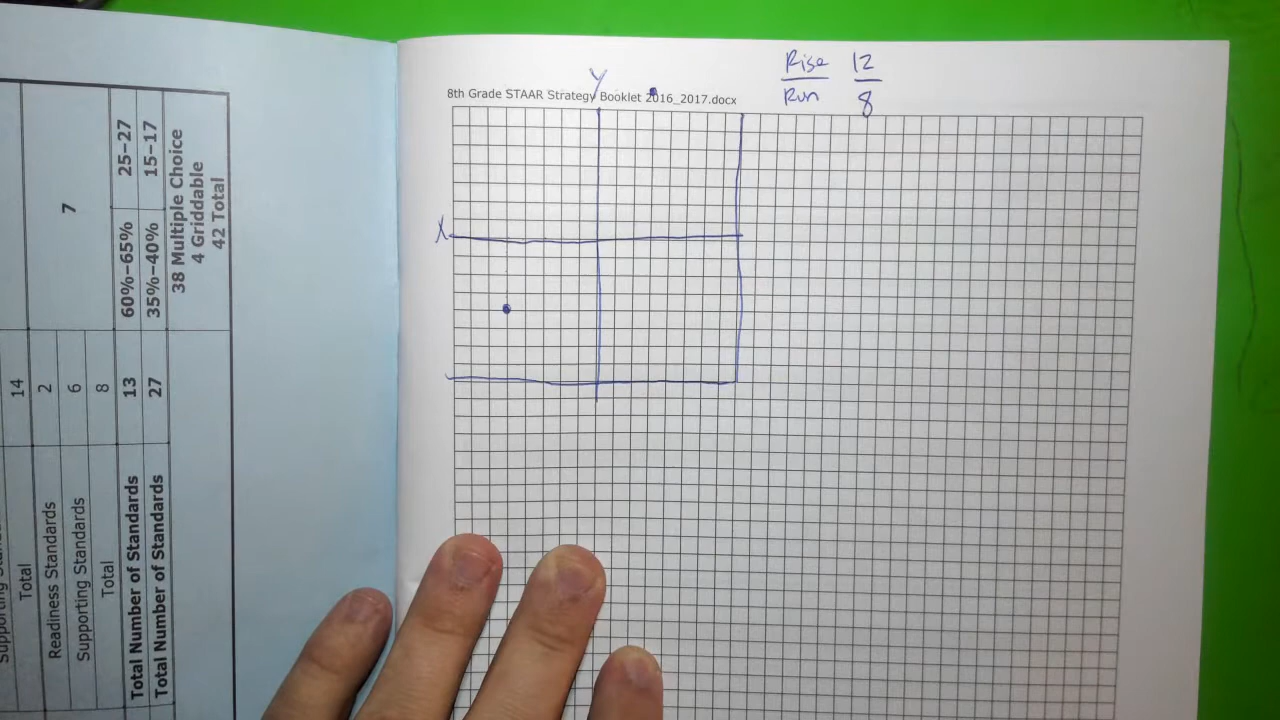 Supporting
Total 14
Readiness Standards 2
Supporting Standards 6
7
Total 8
Total Number of Standards 13 60%–65% 25–27
Total Number of Standards 27 35%–40% 15–17
38 Multiple Choice
4 Griddable
42 Total
Y
8th Grade STAAR Strategy Booklet 2016_2017.docx
X
Rise 12
Run 8